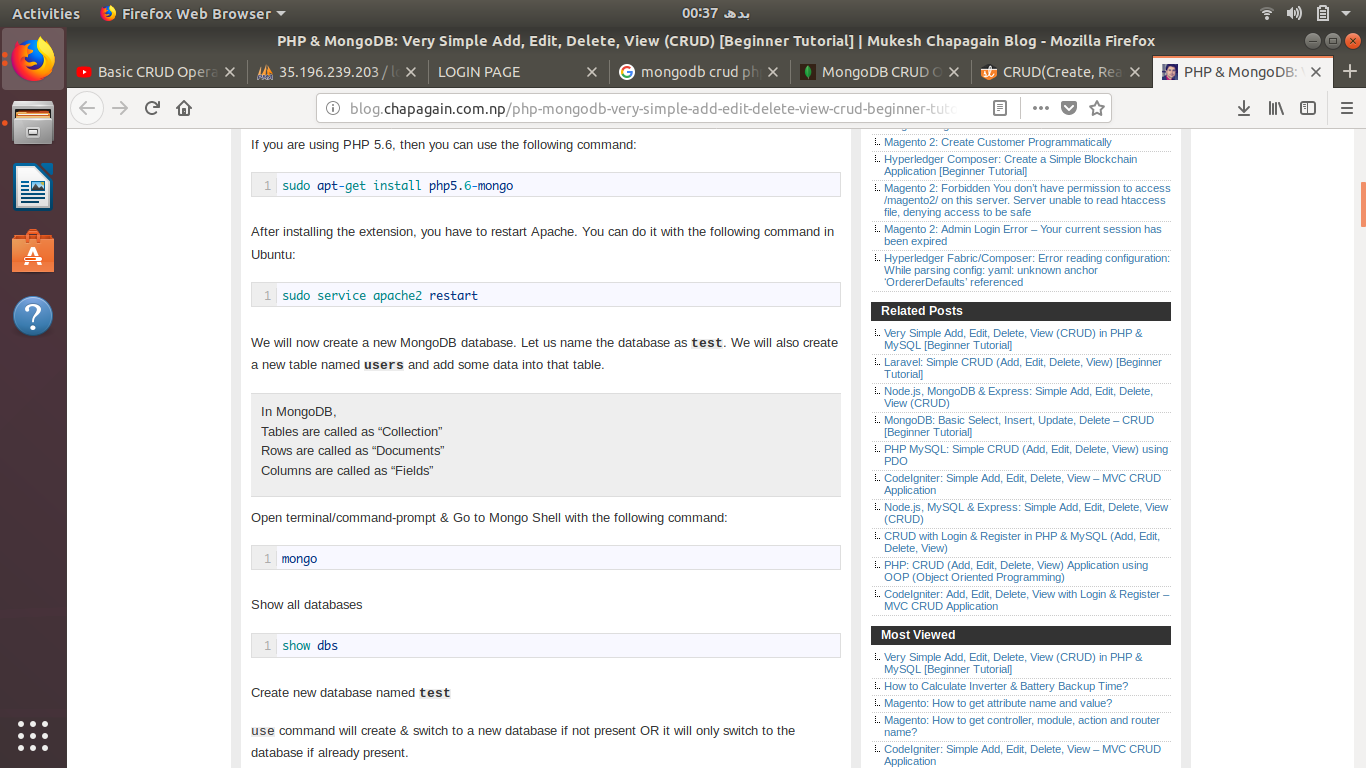 Activities
Firefox Web Browser
بدھ 00:37
PHP & MongoDB: Very Simple Add, Edit, Delete, View (CRUD) [Beginner Tutorial] | Mukesh Chapagain Blog - Mozilla Firefox
Basic CRUD Opera
35.196.239.203 / lo
LOGIN PAGE
mongodb crud ph
MongoDB CRUD O
CRUD(Create, Rea
PHP & MongoDB: V
blog.chapagain.com.np/php-mongodb-very-simple-add-edit-delete-view-crud-beginner-tuto
If you are using PHP 5.6, then you can use the following command:
1 sudo apt-get install php5.6-mongo
After installing the extension, you have to restart Apache. You can do it with the following command in
Ubuntu:
1 sudo service apache2 restart
We will now create a new MongoDB database. Let us name the database as test. We will also create
a new table named users and add some data into that table.
In MongoDB,
Tables are called as “Collection”
Rows are called as “Documents”
Columns are called as “Fields”
Open terminal/command-prompt & Go to Mongo Shell with the following command:
1 mongo
Show all databases
1 show dbs
Create new database named test
use command will create & switch to a new database if not present OR it will only switch to the
database if already present.
Magento 2: Create Customer Programmatically
Hyperledger Composer: Create a Simple Blockchain
Application [Beginner Tutorial]
Magento 2: Forbidden You don’t have permission to access
/magento2/ on this server. Server unable to read htaccess
file, denying access to be safe
Magento 2: Admin Login Error – Your current session has
been expired
Hyperledger Fabric/Composer: Error reading configuration:
While parsing config: yaml: unknown anchor
‘OrdererDefaults’ referenced
Related Posts
Very Simple Add, Edit, Delete, View (CRUD) in PHP &
MySQL [Beginner Tutorial]
Laravel: Simple CRUD (Add, Edit, Delete, View) [Beginner
Tutorial]
Node.js, MongoDB & Express: Simple Add, Edit, Delete,
View (CRUD)
MongoDB: Basic Select, Insert, Update, Delete – CRUD
[Beginner Tutorial]
PHP MySQL: Simple CRUD (Add, Edit, Delete, View) using
PDO
CodeIgniter: Simple Add, Edit, Delete, View – MVC CRUD
Application
Node.js, MySQL & Express: Simple Add, Edit, Delete, View
(CRUD)
CRUD with Login & Register in PHP & MySQL (Add, Edit,
Delete, View)
PHP: CRUD (Add, Edit, Delete, View) Application using
OOP (Object Oriented Programming)
CodeIgniter: Add, Edit, Delete, View with Login & Register –
MVC CRUD Application
Most Viewed
Very Simple Add, Edit, Delete, View (CRUD) in PHP &
MySQL [Beginner Tutorial]
How to Calculate Inverter & Battery Backup Time?
Magento: How to get attribute name and value?
Magento: How to get controller, module, action and router
name?
CodeIgniter: Simple Add, Edit, Delete, View – MVC CRUD
Application